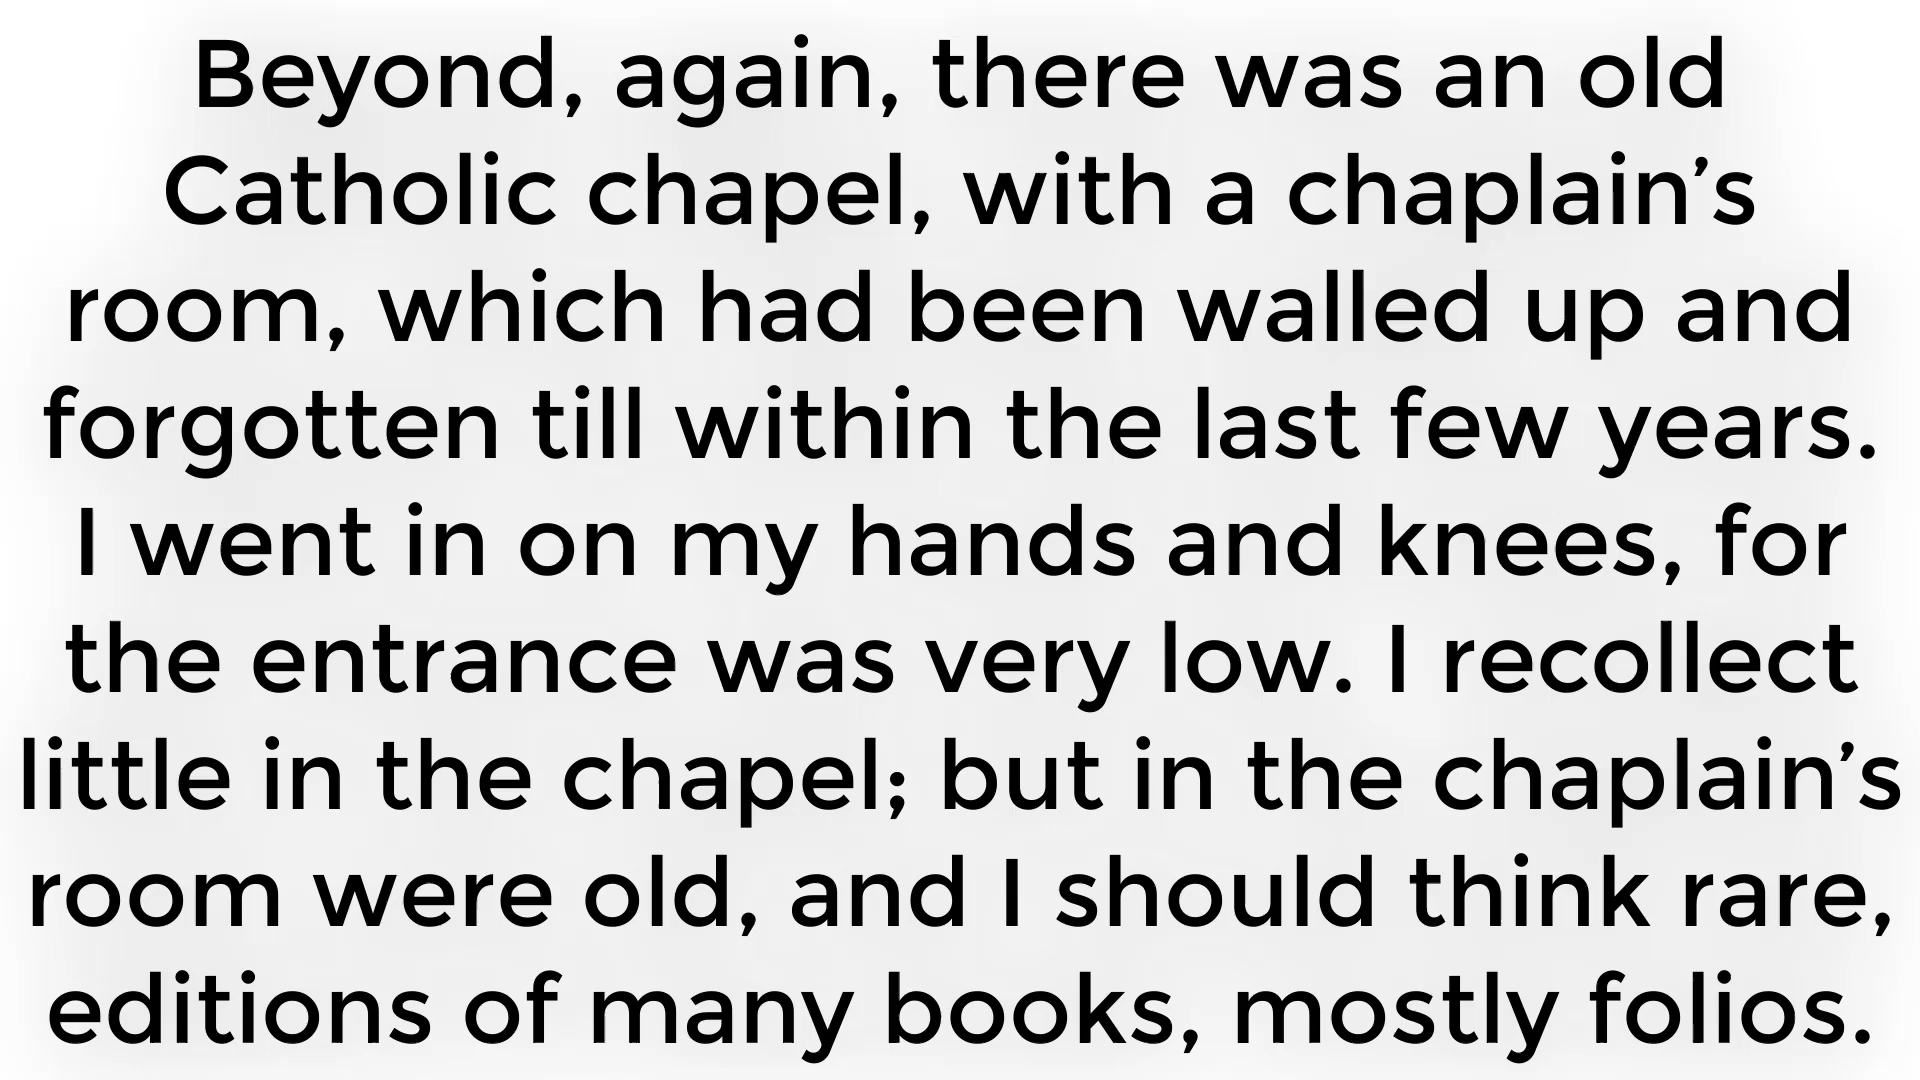 Beyond, again, there was an old
Catholic chapel, with a chaplain’s
room, which had been walled up and
forgotten till within the last few years.
I went in on my hands and knees, for
the entrance was very low. I recollect
little in the chapel; but in the chaplain’s
room were old, and I should think rare,
editions of many books, mostly folios.